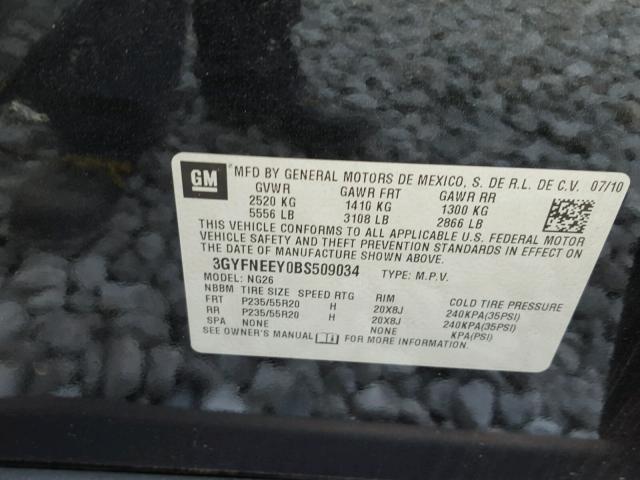 GM MFD BY GENERAL MOTORS DE MEXICO, S. DE R.L. DE C.V. 07/10
GVWR GAWR FRT GAWR RR
2520 KG 1410 KG 1300 KG
5556 LB 3108 LB 2866 LB
THIS VEHICLE CONFORMS TO ALL APPLICABLE U.S. FEDERAL MOTOR
VEHICLE SAFETY AND THEFT PREVENTION STANDARDS IN EFFECT ON
THE DATE OF MANUFACTURE SHOWN ABOVE.
3GYFNEEY0BS509034 TYPE: M.P.V.
MODEL: NG26
NBBM TIRE SIZE SPEED RTG RIM COLD TIRE PRESSURE
FRT P235/55R20 H 20X8J 240KPA(35PSI)
RR P235/55R20 H 20X8J 240KPA(35PSI)
SPA NONE NONE KPA(PSI)
SEE OWNER'S MANUAL FOR MORE INFORMATION.